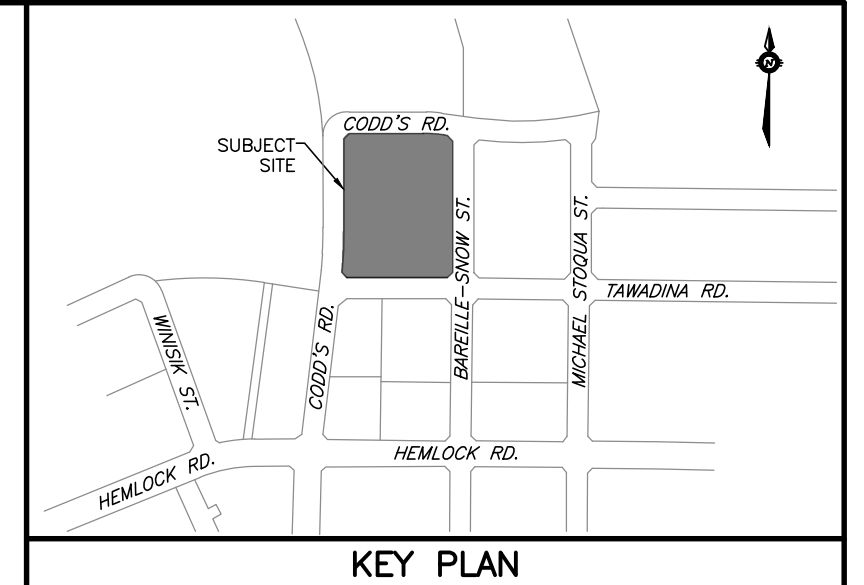 N
CODD'S RD.
SUBJECT
SITE
BAREILLE-SNOW ST.
MICHAEL STOQUA ST.
TAWADINA RD.
WINISIK ST.
CODD'S RD.
HEMLOCK RD.
HEMLOCK RD.
KEY PLAN